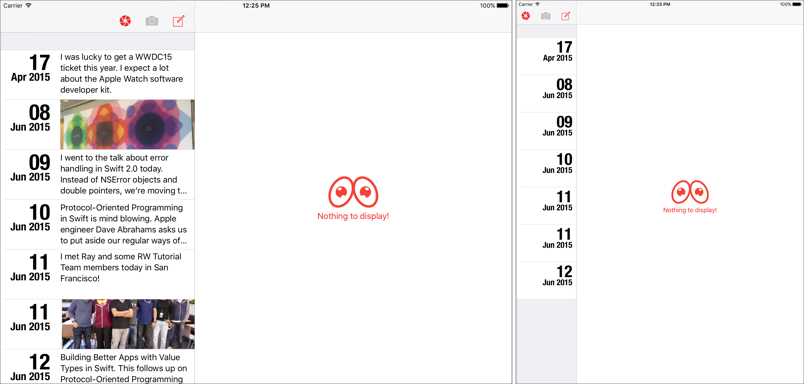 Carrier 12:25 PM 100%
17
Apr 2015
I was lucky to get a WWDC15
ticket this year. I expect a lot
about the Apple Watch software
developer kit.
08
Jun 2015
09
Jun 2015
I went to the talk about error
handling in Swift 2.0 today.
Instead of NSError objects and
double pointers, we're moving t...
10
Jun 2015
Protocol-Oriented Programming
in Swift is mind blowing. Apple
engineer Dave Abrahams asks us
to put aside our regular ways of...
11
Jun 2015
I met Ray and some RW Tutorial
Team members today in San
Francisco!
11
Jun 2015
12
Jun 2015
Building Better Apps with Value
Types in Swift. This follows up on
Protocol-Oriented Programming
Nothing to display!
Carrier 12:25 PM 100%
17
Apr 2015
08
Jun 2015
09
Jun 2015
10
Jun 2015
11
Jun 2015
11
Jun 2015
12
Jun 2015
Nothing to display!